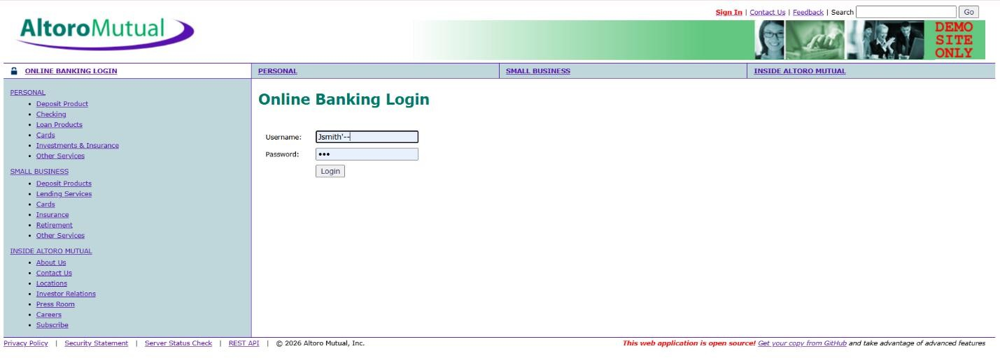 Sign In | Contact Us | Feedback | Search Go
AltoroMutual
DEMO
SITE
ONLY
ONLINE BANKING LOGIN
PERSONAL
SMALL BUSINESS
INSIDE ALTORO MUTUAL
PERSONAL
• Deposit Product
• Checking
• Loan Products
• Cards
• Investments & Insurance
• Other Services
SMALL BUSINESS
• Deposit Products
• Lending Services
• Cards
• Insurance
• Retirement
• Other Services
INSIDE ALTORO MUTUAL
• About Us
• Contact Us
• Locations
• Investor Relations
• Press Room
• Careers
• Subscribe
Online Banking Login
Username: Jsmith'--
Password: •••
Login
Privacy Policy | Security Statement | Server Status Check | REST API | © 2026 Altoro Mutual, Inc.
This web application is open source! Get your copy from GitHub and take advantage of advanced features